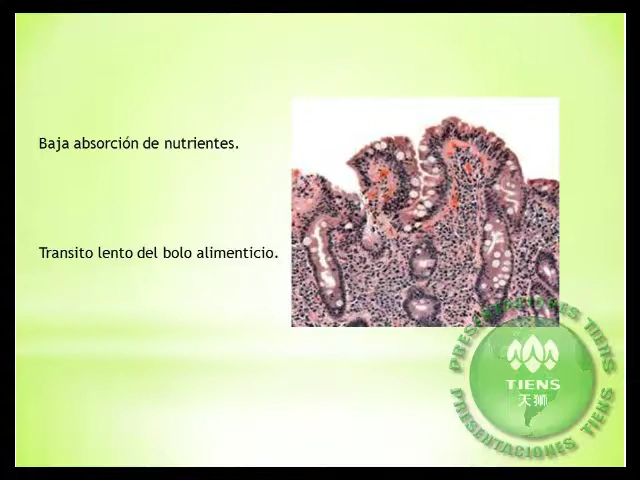 Baja absorción de nutrientes.
Transito lento del bolo alimenticio.
PRESENTACIONES TIENS
TIENS
天狮
PRESENTACIONES TIENS